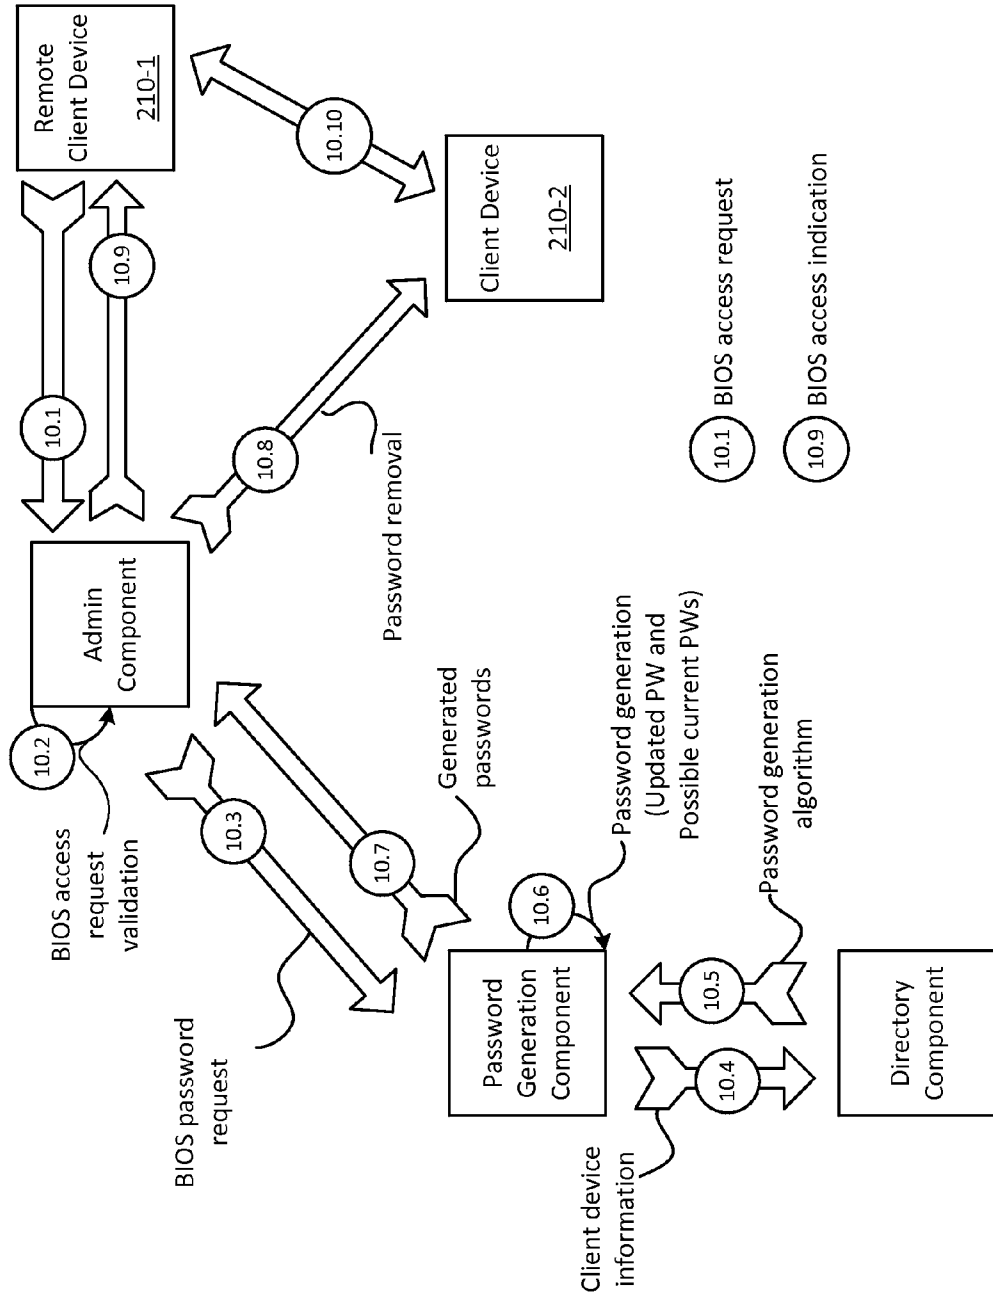 BIOS access
request
validation
10.2
Admin
Component
10.1
10.9
Remote
Client Device
210-1
BIOS password
request
10.3
10.7
Generated
passwords
10.8
Password removal
10.10
Client Device
210-2
Client device
information
Password
Generation
Component
10.6
Password generation
(Updated PW and
Possible current PWs)
10.4
10.5
Password generation
algorithm
Directory
Component
10.1
BIOS access request
10.9
BIOS access indication